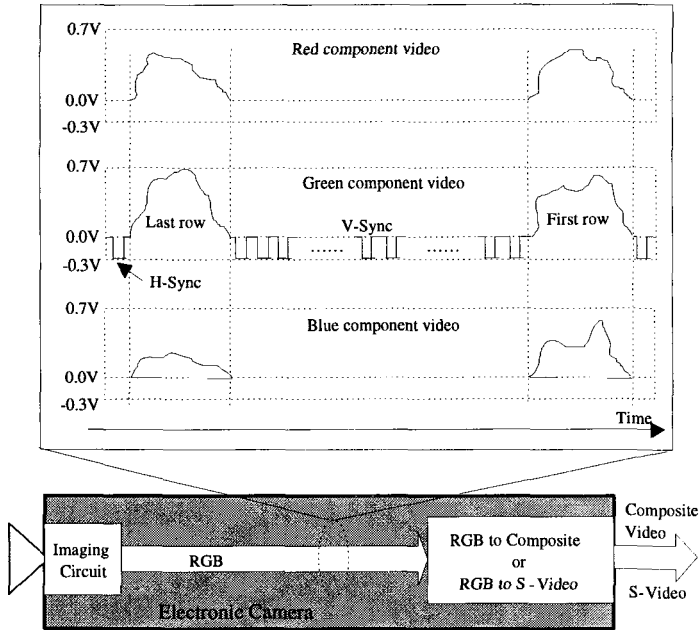 0.7V
Red component video
0.0V
-0.3V
0.7V
Green component video
Last row
V-Sync
First row
0.0V
......
......
-0.3V
H-Sync
0.7V
Blue component video
0.0V
-0.3V
Time
Imaging
Circuit
RGB
RGB to Composite
or
RGB to S - Video
Composite
Video
S-Video
Electronic Camera